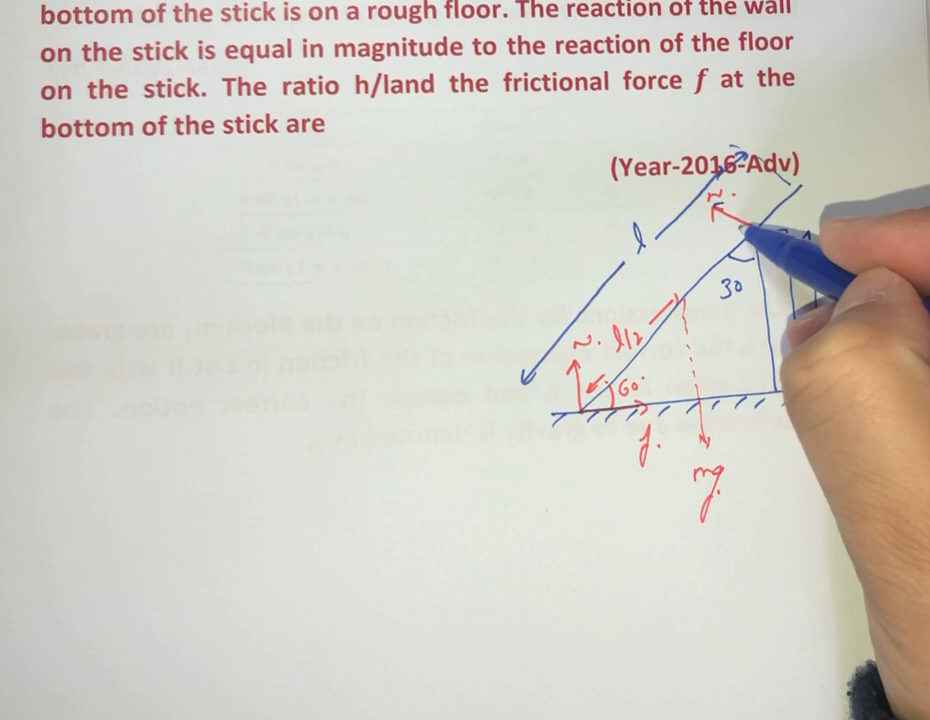 bottom of the stick is on a rough floor. The reaction of the wall
on the stick is equal in magnitude to the reaction of the floor
on the stick. The ratio h/land the frictional force f at the
bottom of the stick are
(Year-2016-Adv)
N.
l
30
N. l/2
60°
f.
mg.